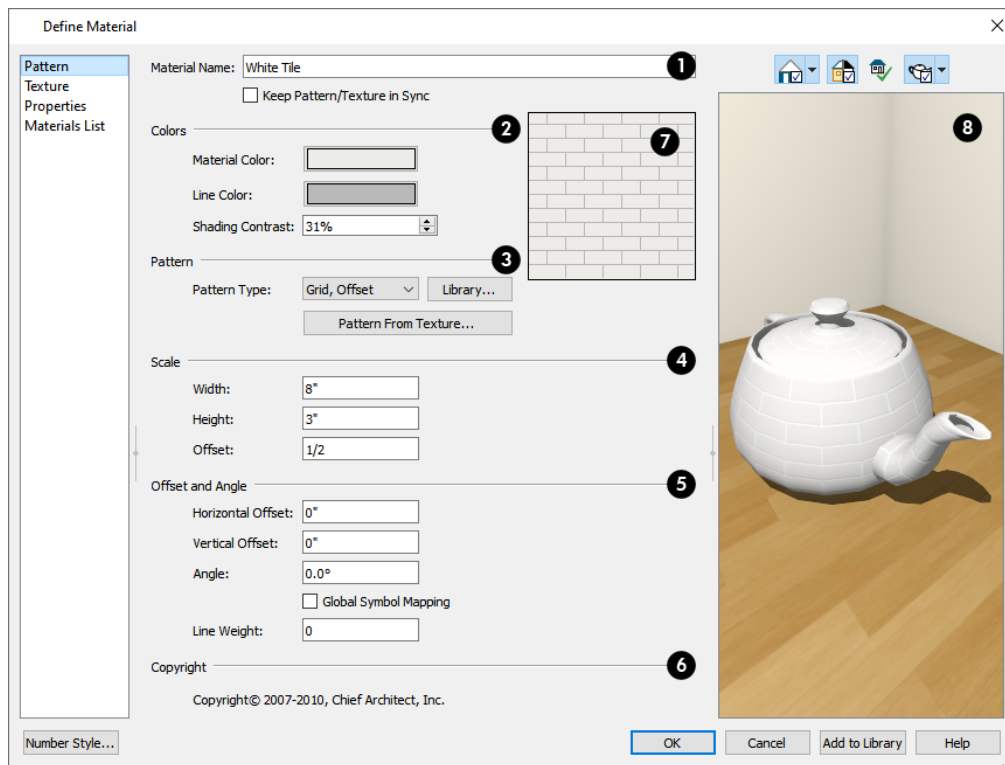 Define Material
Pattern
Texture
Properties
Materials List
Material Name: White Tile 1
Keep Pattern/Texture in Sync
Colors 2
Material Color:
Line Color:
Shading Contrast: 31%
Pattern 3
Pattern Type: Grid, Offset Library...
Pattern From Texture...
Scale 4
Width: 8"
Height: 3"
Offset: 1/2
Offset and Angle 5
Horizontal Offset: 0"
Vertical Offset: 0"
Angle: 0.0°
Global Symbol Mapping
Line Weight: 0
Copyright 6
Copyright© 2007-2010, Chief Architect, Inc.
7
8
Number Style... OK Cancel Add to Library Help